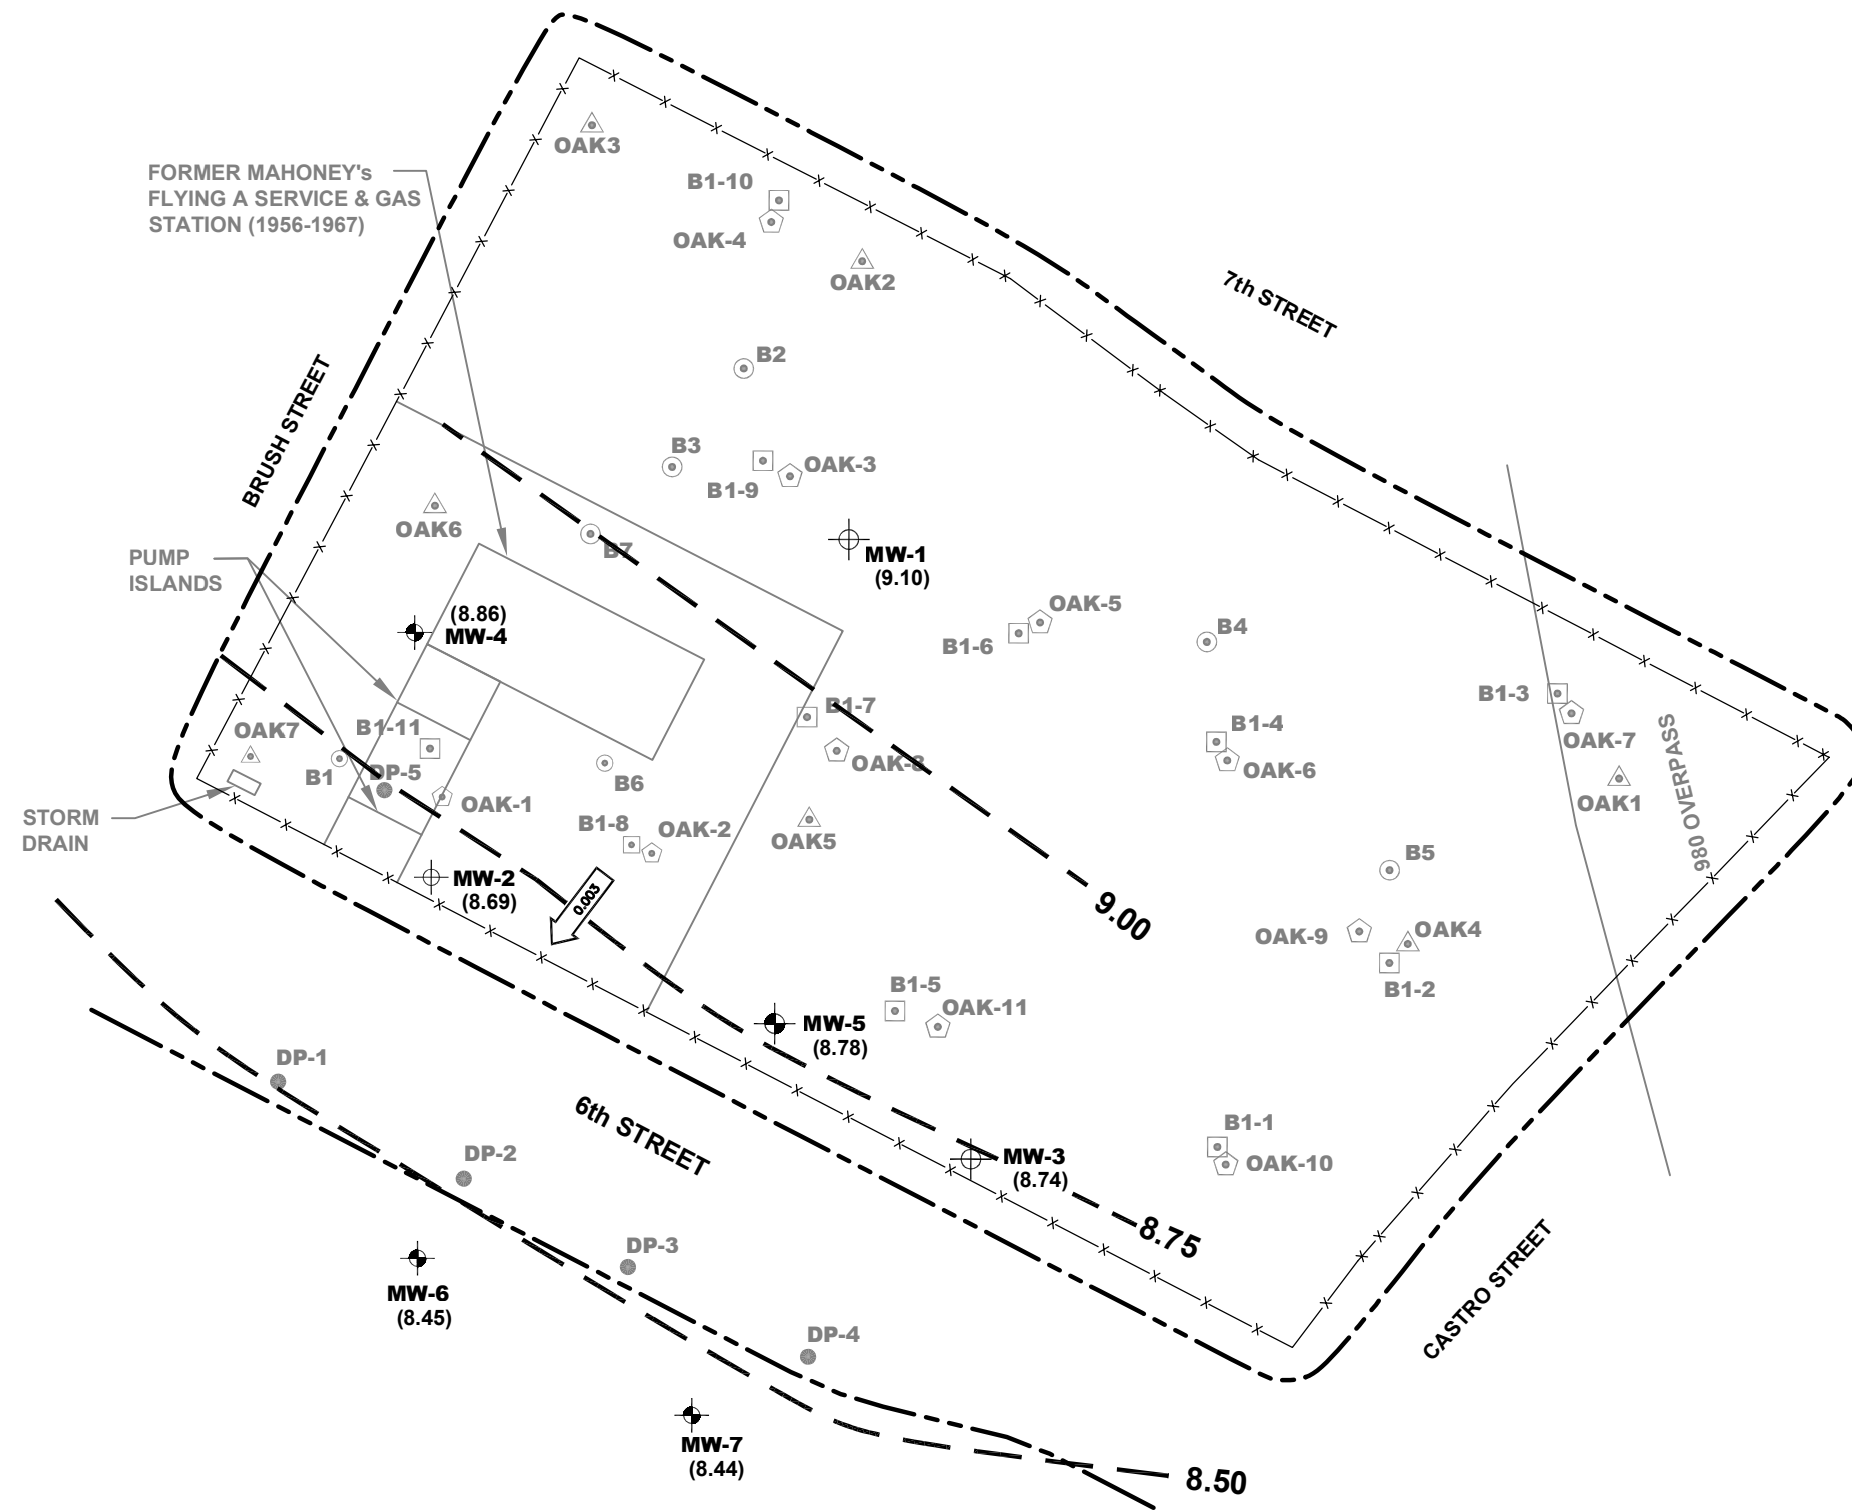 OAK3
FORMER MAHONEY's
FLYING A SERVICE & GAS
STATION (1956-1967)
B1-10
OAK-4
OAK2
7th STREET
BRUSH STREET
B2
B3
OAK-3
B1-9
OAK6
B7
MW-1
(9.10)
PUMP
ISLANDS
(8.86)
MW-4
OAK-5
B1-6
B4
B1-3
OAK-7
980 OVERPASS
OAK1
B1-7
OAK-8
B1-4
OAK-6
OAK7
B1-11
B1
DP-5
OAK-1
B6
B1-8
OAK-2
OAK5
STORM
DRAIN
MW-2
(8.69)
0.003
9.00
B5
OAK-9
OAK4
B1-2
B1-5
OAK-11
MW-5
(8.78)
DP-1
6th STREET
DP-2
MW-3
(8.74)
B1-1
OAK-10
8.75
DP-3
MW-6
(8.45)
CASTRO STREET
DP-4
MW-7
(8.44)
8.50